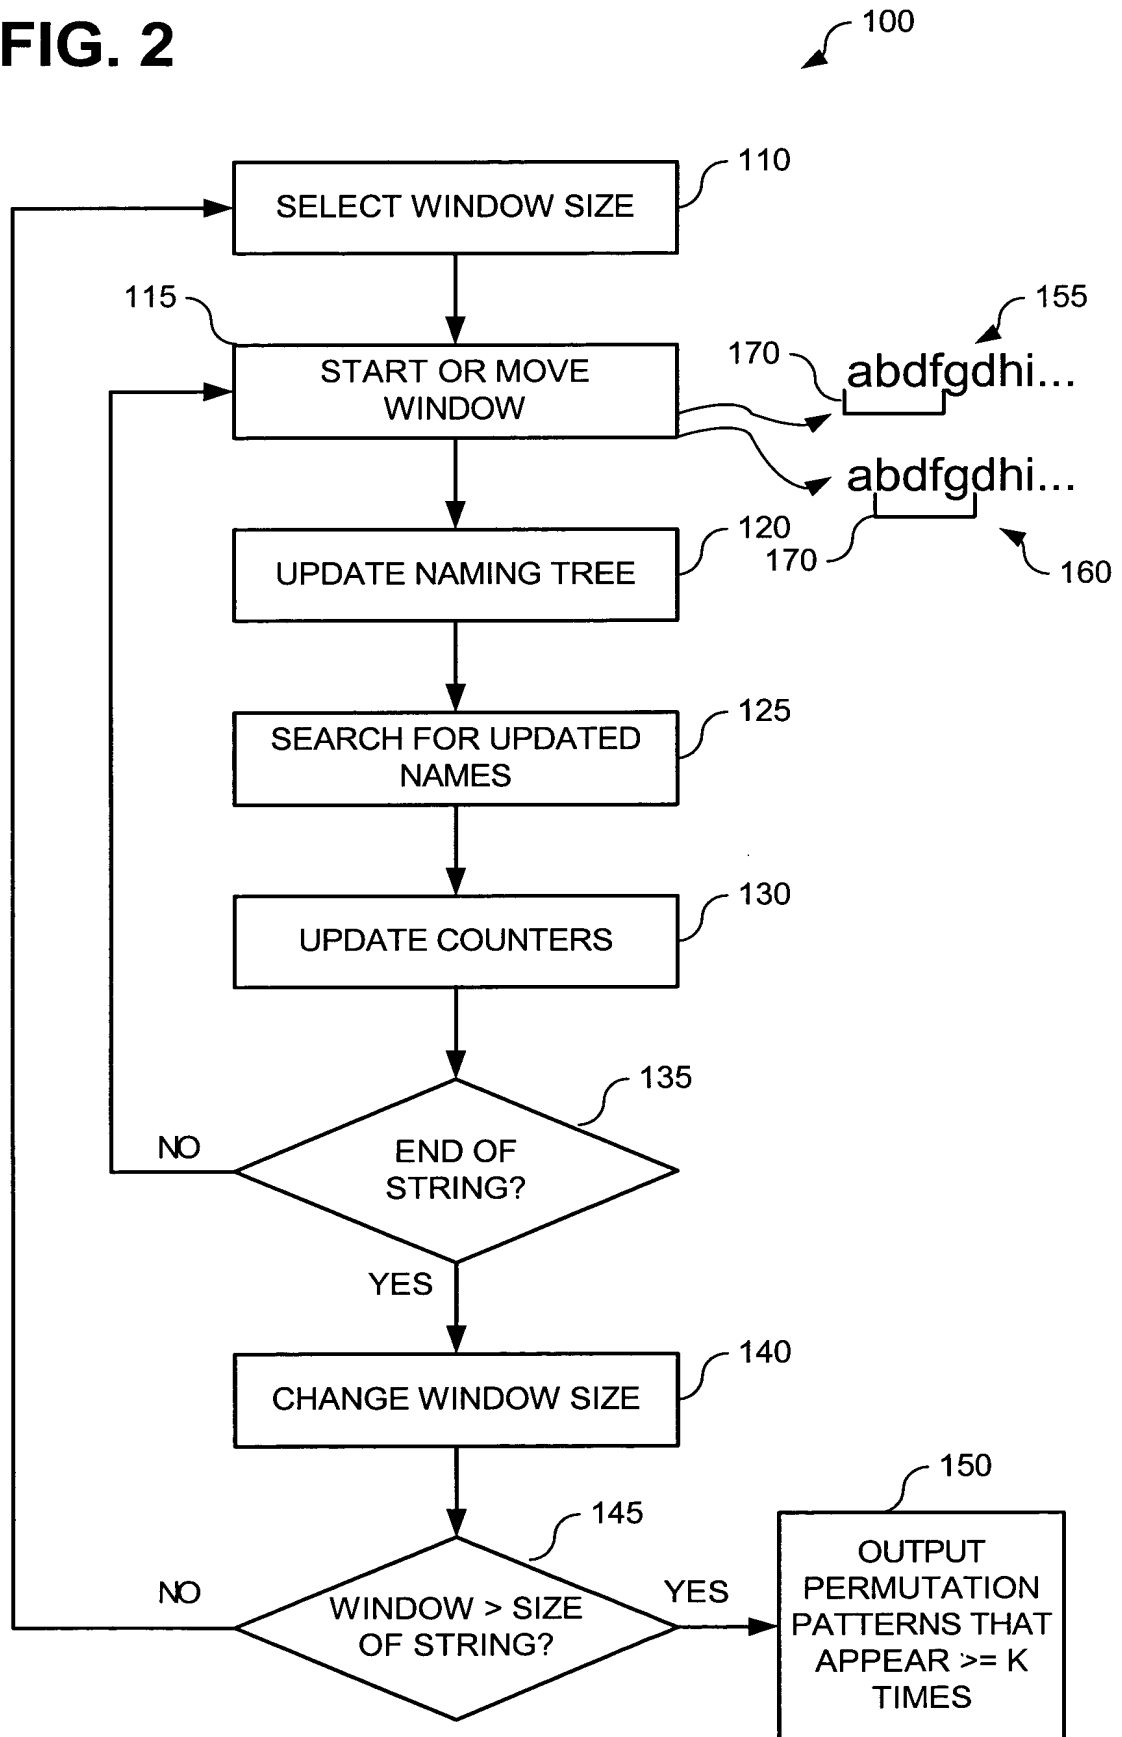 FIG. 2
100
110
SELECT WINDOW SIZE
115
START OR MOVE
WINDOW
155
170
abdfgdhi...
abdfgdhi...
170
160
120
UPDATE NAMING TREE
125
SEARCH FOR UPDATED
NAMES
130
UPDATE COUNTERS
135
NO
END OF
STRING?
YES
140
CHANGE WINDOW SIZE
145
NO
WINDOW > SIZE
OF STRING?
YES
150
OUTPUT
PERMUTATION
PATTERNS THAT
APPEAR >= K
TIMES